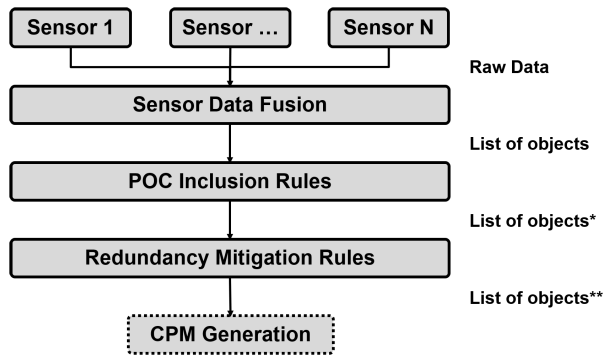 Sensor 1
Sensor …
Sensor N
Raw Data
Sensor Data Fusion
List of objects
POC Inclusion Rules
List of objects*
Redundancy Mitigation Rules
List of objects**
CPM Generation